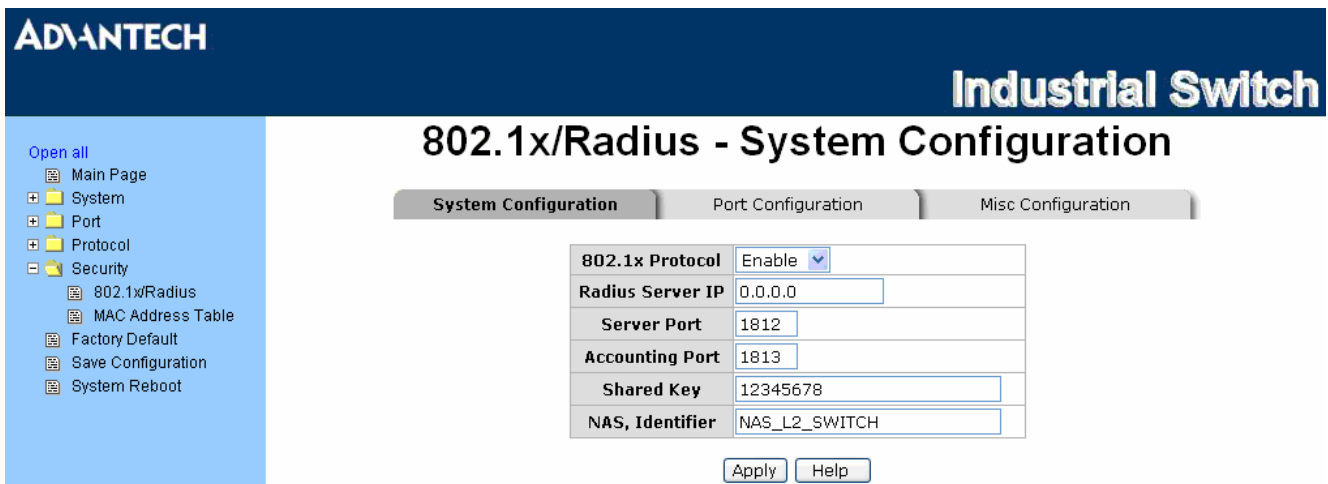 ADVANTECH
Industrial Switch
Open all
Main Page
System
Port
Protocol
Security
802.1x/Radius
MAC Address Table
Factory Default
Save Configuration
System Reboot
802.1x/Radius - System Configuration
System Configuration Port Configuration Misc Configuration
802.1x Protocol Enable
Radius Server IP 0.0.0.0
Server Port 1812
Accounting Port 1813
Shared Key 12345678
NAS, Identifier NAS_L2_SWITCH
Apply Help